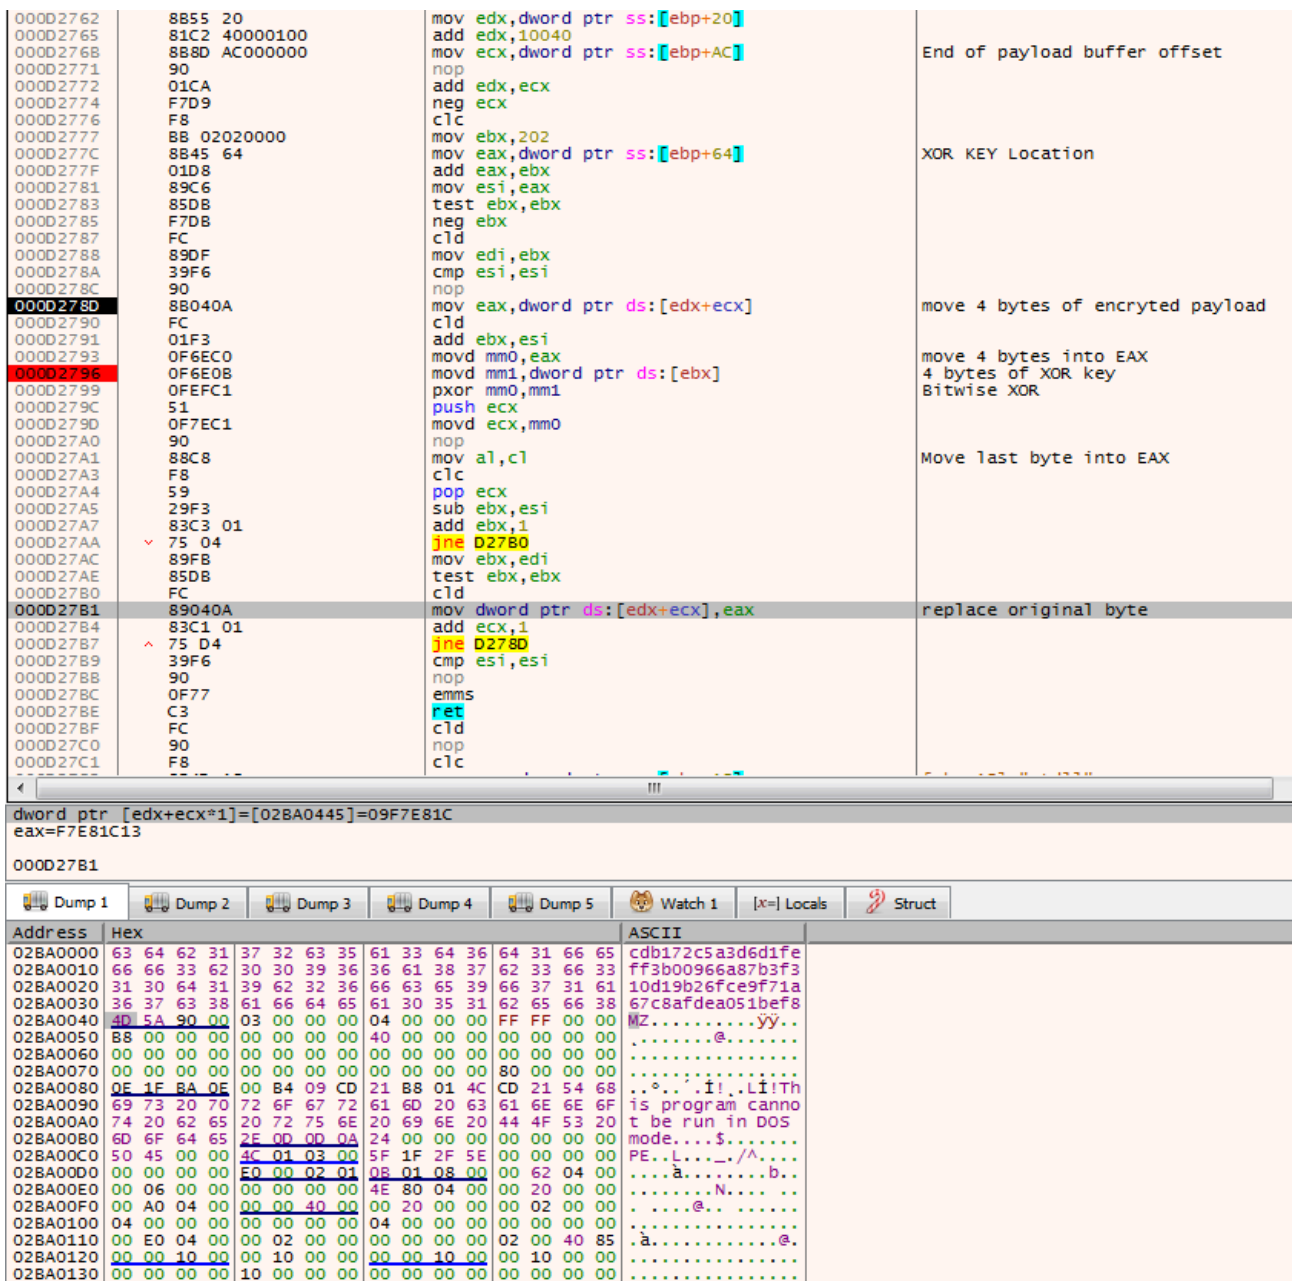 000D2762 8B55 20 mov edx,dword ptr ss:[ebp+20]
000D2765 81C2 40000100 add edx,10040
000D276B 8B8D AC000000 mov ecx,dword ptr ss:[ebp+AC] End of payload buffer offset
000D2771 90 nop
000D2772 01CA add edx,ecx
000D2774 F7D9 neg ecx
000D2776 F8 clc
000D2777 BB 02020000 mov ebx,202
000D277C 8B45 64 mov eax,dword ptr ss:[ebp+64] XOR KEY Location
000D277F 01D8 add eax,ebx
000D2781 89C6 mov esi,eax
000D2783 85DB test ebx,ebx
000D2785 F7DB neg ebx
000D2787 FC cld
000D2788 89DF mov edi,ebx
000D278A 39F6 cmp esi,esi
000D278C 90 nop
000D278D 8B040A mov eax,dword ptr ds:[edx+ecx] move 4 bytes of encryted payload
000D2790 FC cld
000D2791 01F3 add ebx,esi
000D2793 0F6EC0 movd mm0,eax move 4 bytes into EAX
000D2796 0F6E0B movd mm1,dword ptr ds:[ebx] 4 bytes of XOR key
000D2799 0FEFC1 pxor mm0,mm1 Bitwise XOR
000D279C 51 push ecx
000D279D 0F7EC1 movd ecx,mm0
000D27A0 90 nop
000D27A1 88C8 mov al,cl Move last byte into EAX
000D27A3 F8 clc
000D27A4 59 pop ecx
000D27A5 29F3 sub ebx,esi
000D27A7 83C3 01 add ebx,1
000D27AA 75 04 jne D27B0
000D27AC 89FB mov ebx,edi
000D27AE 85DB test ebx,ebx
000D27B0 FC cld
000D27B1 89040A mov dword ptr ds:[edx+ecx],eax replace original byte
000D27B4 83C1 01 add ecx,1
000D27B7 75 D4 jne D278D
000D27B9 39F6 cmp esi,esi
000D27BB 90 nop
000D27BC 0F77 emms
000D27BE C3 ret
000D27BF FC cld
000D27C0 90 nop
000D27C1 F8 clc
dword ptr [edx+ecx*1]=[02BA0445]=09F7E81C
eax=F7E81C13
000D27B1
Dump 1 Dump 2 Dump 3 Dump 4 Dump 5 Watch 1 [x=] Locals Struct
Address Hex ASCII
02BA0000 63 64 62 31 37 32 63 35 61 33 64 36 64 31 66 65 cdb172c5a3d6d1fe
02BA0010 66 66 33 62 30 30 39 36 36 61 38 37 62 33 66 33 ff3b00966a87b3f3
02BA0020 31 30 64 31 39 62 32 36 66 63 65 39 66 37 31 61 10d19b26fce9f71a
02BA0030 36 37 63 38 61 66 64 65 61 30 35 31 62 65 66 38 67c8afdea051bef8
02BA0040 4D 5A 90 00 03 00 00 00 04 00 00 00 FF FF 00 00 MZ..........ÿÿ..
02BA0050 B8 00 00 00 00 00 00 00 40 00 00 00 00 00 00 00 ¸.......@.......
02BA0060 00 00 00 00 00 00 00 00 00 00 00 00 00 00 00 00 ................
02BA0070 00 00 00 00 00 00 00 00 00 00 00 00 80 00 00 00 ................
02BA0080 0E 1F BA 0E 00 B4 09 CD 21 B8 01 4C CD 21 54 68 ..º..´.Í!¸.LÍ!Th
02BA0090 69 73 20 70 72 6F 67 72 61 6D 20 63 61 6E 6E 6F is program canno
02BA00A0 74 20 62 65 20 72 75 6E 20 69 6E 20 44 4F 53 20 t be run in DOS
02BA00B0 6D 6F 64 65 2E 0D 0D 0A 24 00 00 00 00 00 00 00 mode....$.......
02BA00C0 50 45 00 00 4C 01 03 00 5F 1F 2F 5E 00 00 00 00 PE..L..._./^....
02BA00D0 00 00 00 00 E0 00 02 01 0B 01 08 00 00 62 04 00 ....à........b..
02BA00E0 00 06 00 00 00 00 00 00 4E 80 04 00 00 20 00 00 ........N.... ..
02BA00F0 00 A0 04 00 00 00 40 00 00 20 00 00 00 02 00 00 . ....@.. ......
02BA0100 04 00 00 00 00 00 00 00 04 00 00 00 00 00 00 00 ................
02BA0110 00 E0 04 00 00 02 00 00 00 00 00 00 02 00 40 85 .à............@.
02BA0120 00 00 10 00 00 10 00 00 00 00 10 00 00 10 00 00 ................
02BA0130 00 00 00 00 10 00 00 00 00 00 00 00 00 00 00 00 ................